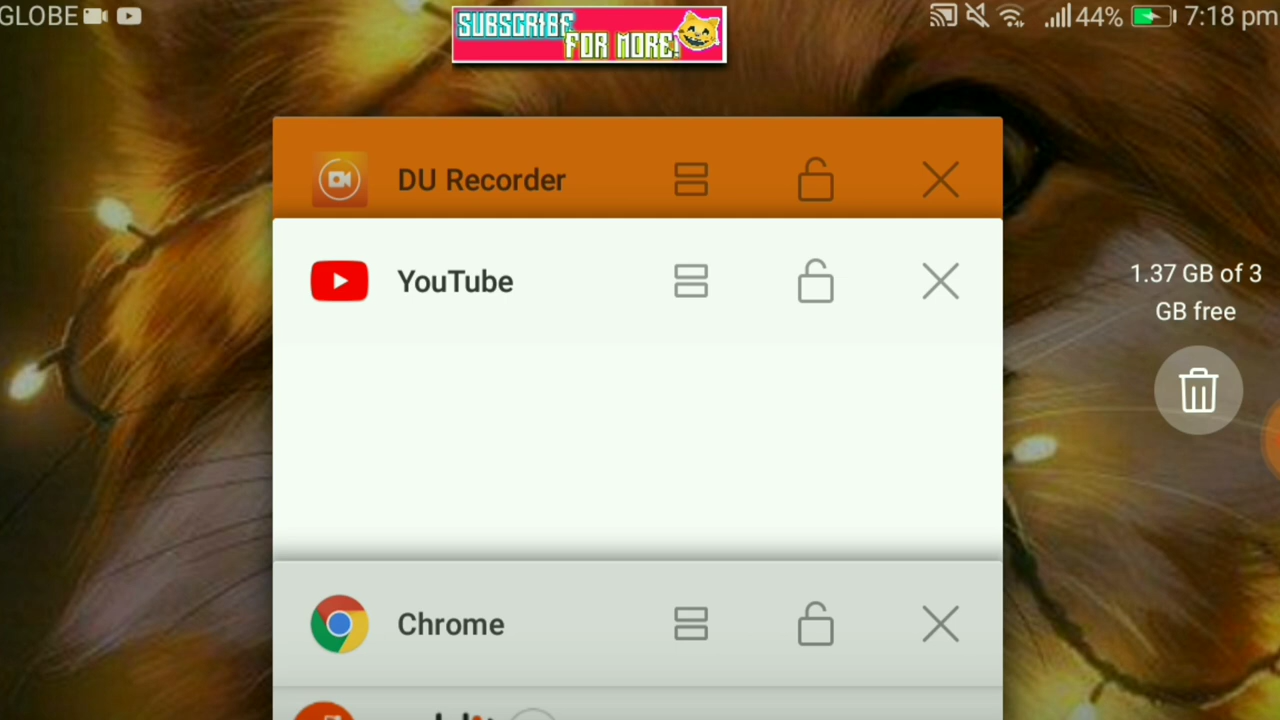 GLOBE
SUBSCRIBE
FOR MORE!
44% 7:18 pm
DU Recorder
YouTube
1.37 GB of 3
GB free
Chrome